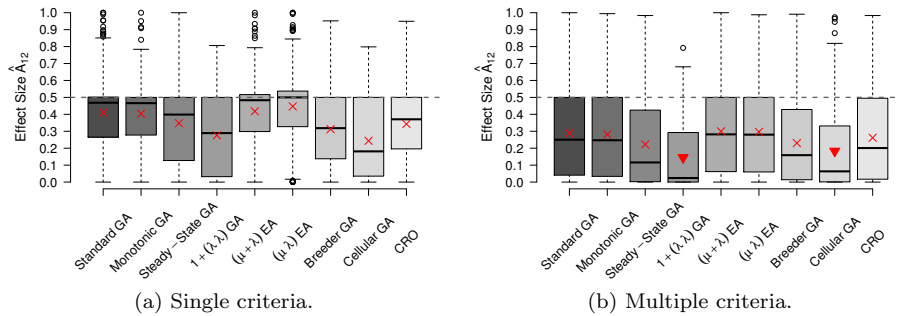 Effect Size Â12
1.0
0.9
0.8
0.7
0.6
0.5
0.4
0.3
0.2
0.1
0.0
Standard GA
Monotonic GA
Steady−State GA
1+(λ λ) GA
(μ+λ) EA
(μ λ) EA
Breeder GA
Cellular GA
CRO
(a) Single criteria.
Effect Size Â12
1.0
0.9
0.8
0.7
0.6
0.5
0.4
0.3
0.2
0.1
0.0
Standard GA
Monotonic GA
Steady−State GA
1+(λ λ) GA
(μ+λ) EA
(μ λ) EA
Breeder GA
Cellular GA
CRO
(b) Multiple criteria.